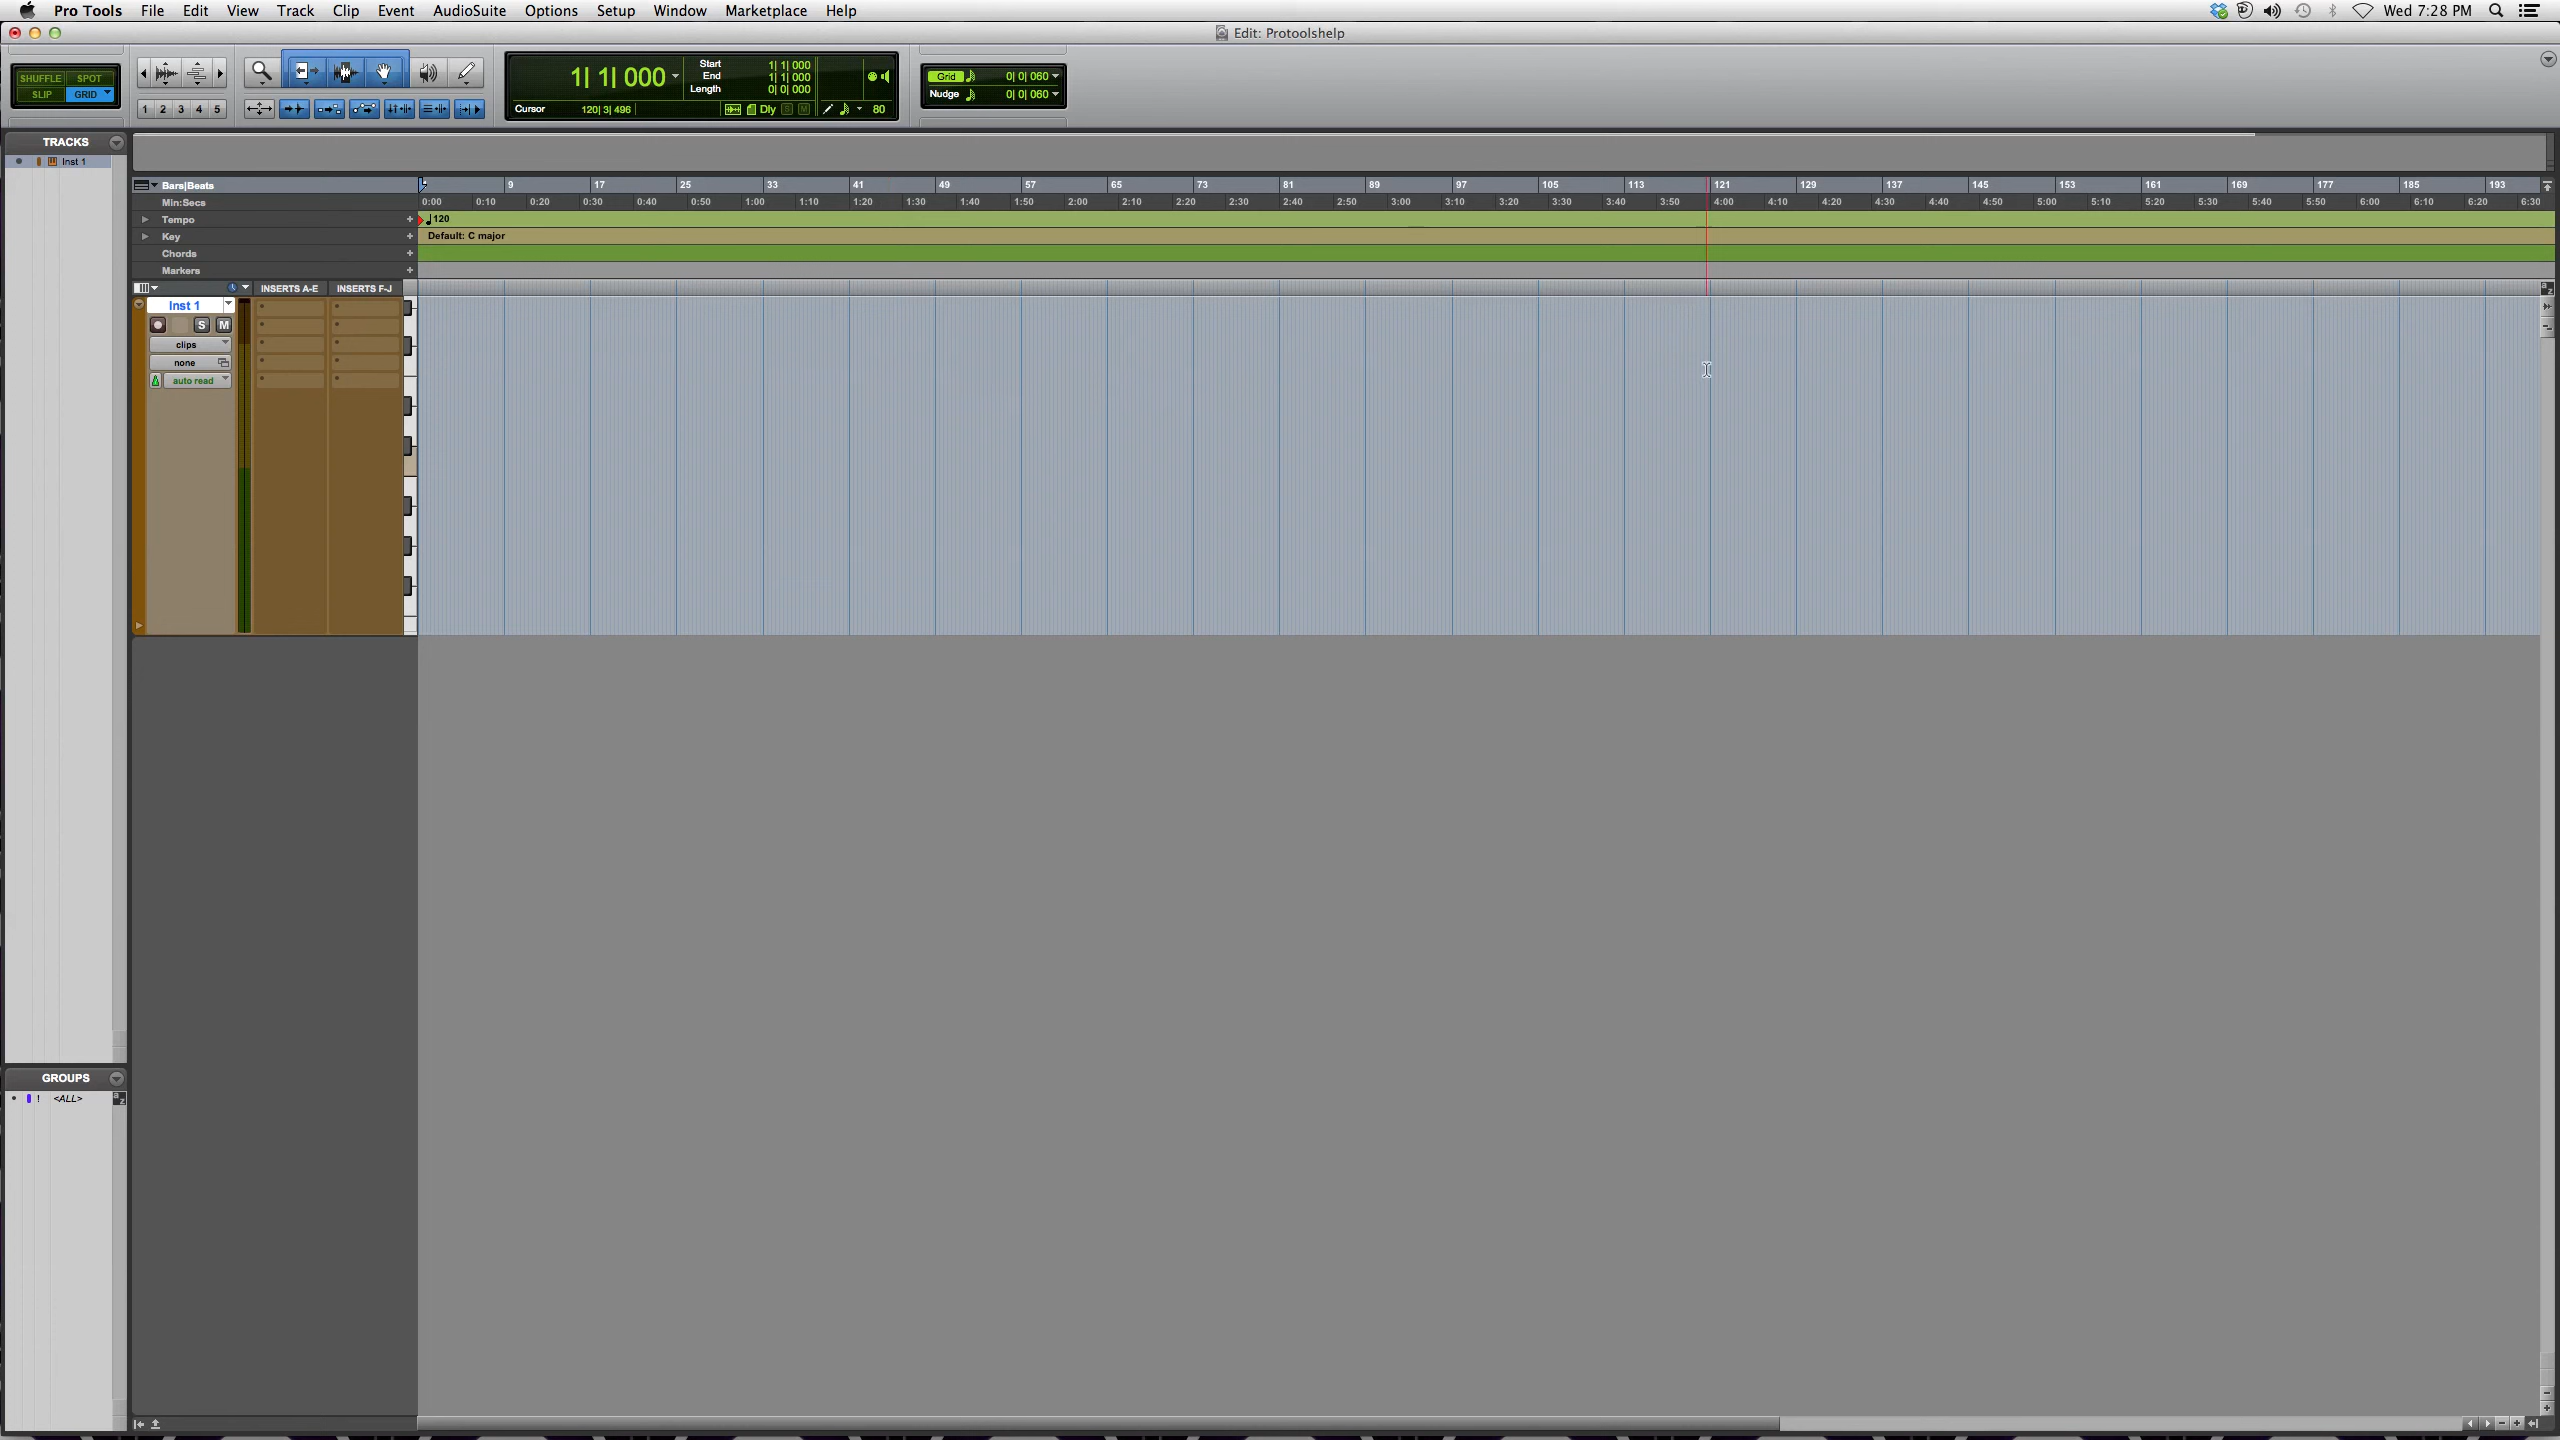 Pro Tools File Edit View Track Clip Event AudioSuite Options Setup Window Marketplace Help Wed 7:28 PM
Edit: Protoolshelp
SHUFFLE SPOT
SLIP GRID
1 2 3 4 5
1| 1| 000
Start 1| 1| 000
End 1| 1| 000
Length 0| 0| 000
Cursor 120| 3| 496 Dly S M 80
Grid 0| 0| 060
Nudge 0| 0| 060
TRACKS
Inst 1
Bars|Beats 9 17 25 33 41 49 57 65 73 81 89 97 105 113 121 129 137 145 153 161 169 177 185 193
Min:Secs 0:00 0:10 0:20 0:30 0:40 0:50 1:00 1:10 1:20 1:30 1:40 1:50 2:00 2:10 2:20 2:30 2:40 2:50 3:00 3:10 3:20 3:30 3:40 3:50 4:00 4:10 4:20 4:30 4:40 4:50 5:00 5:10 5:20 5:30 5:40 5:50 6:00 6:10 6:20 6:30
Tempo + 120
Key + Default: C major
Chords +
Markers +
INSERTS A-E INSERTS F-J
Inst 1
S M
clips
none
auto read
GROUPS
! <ALL> a z